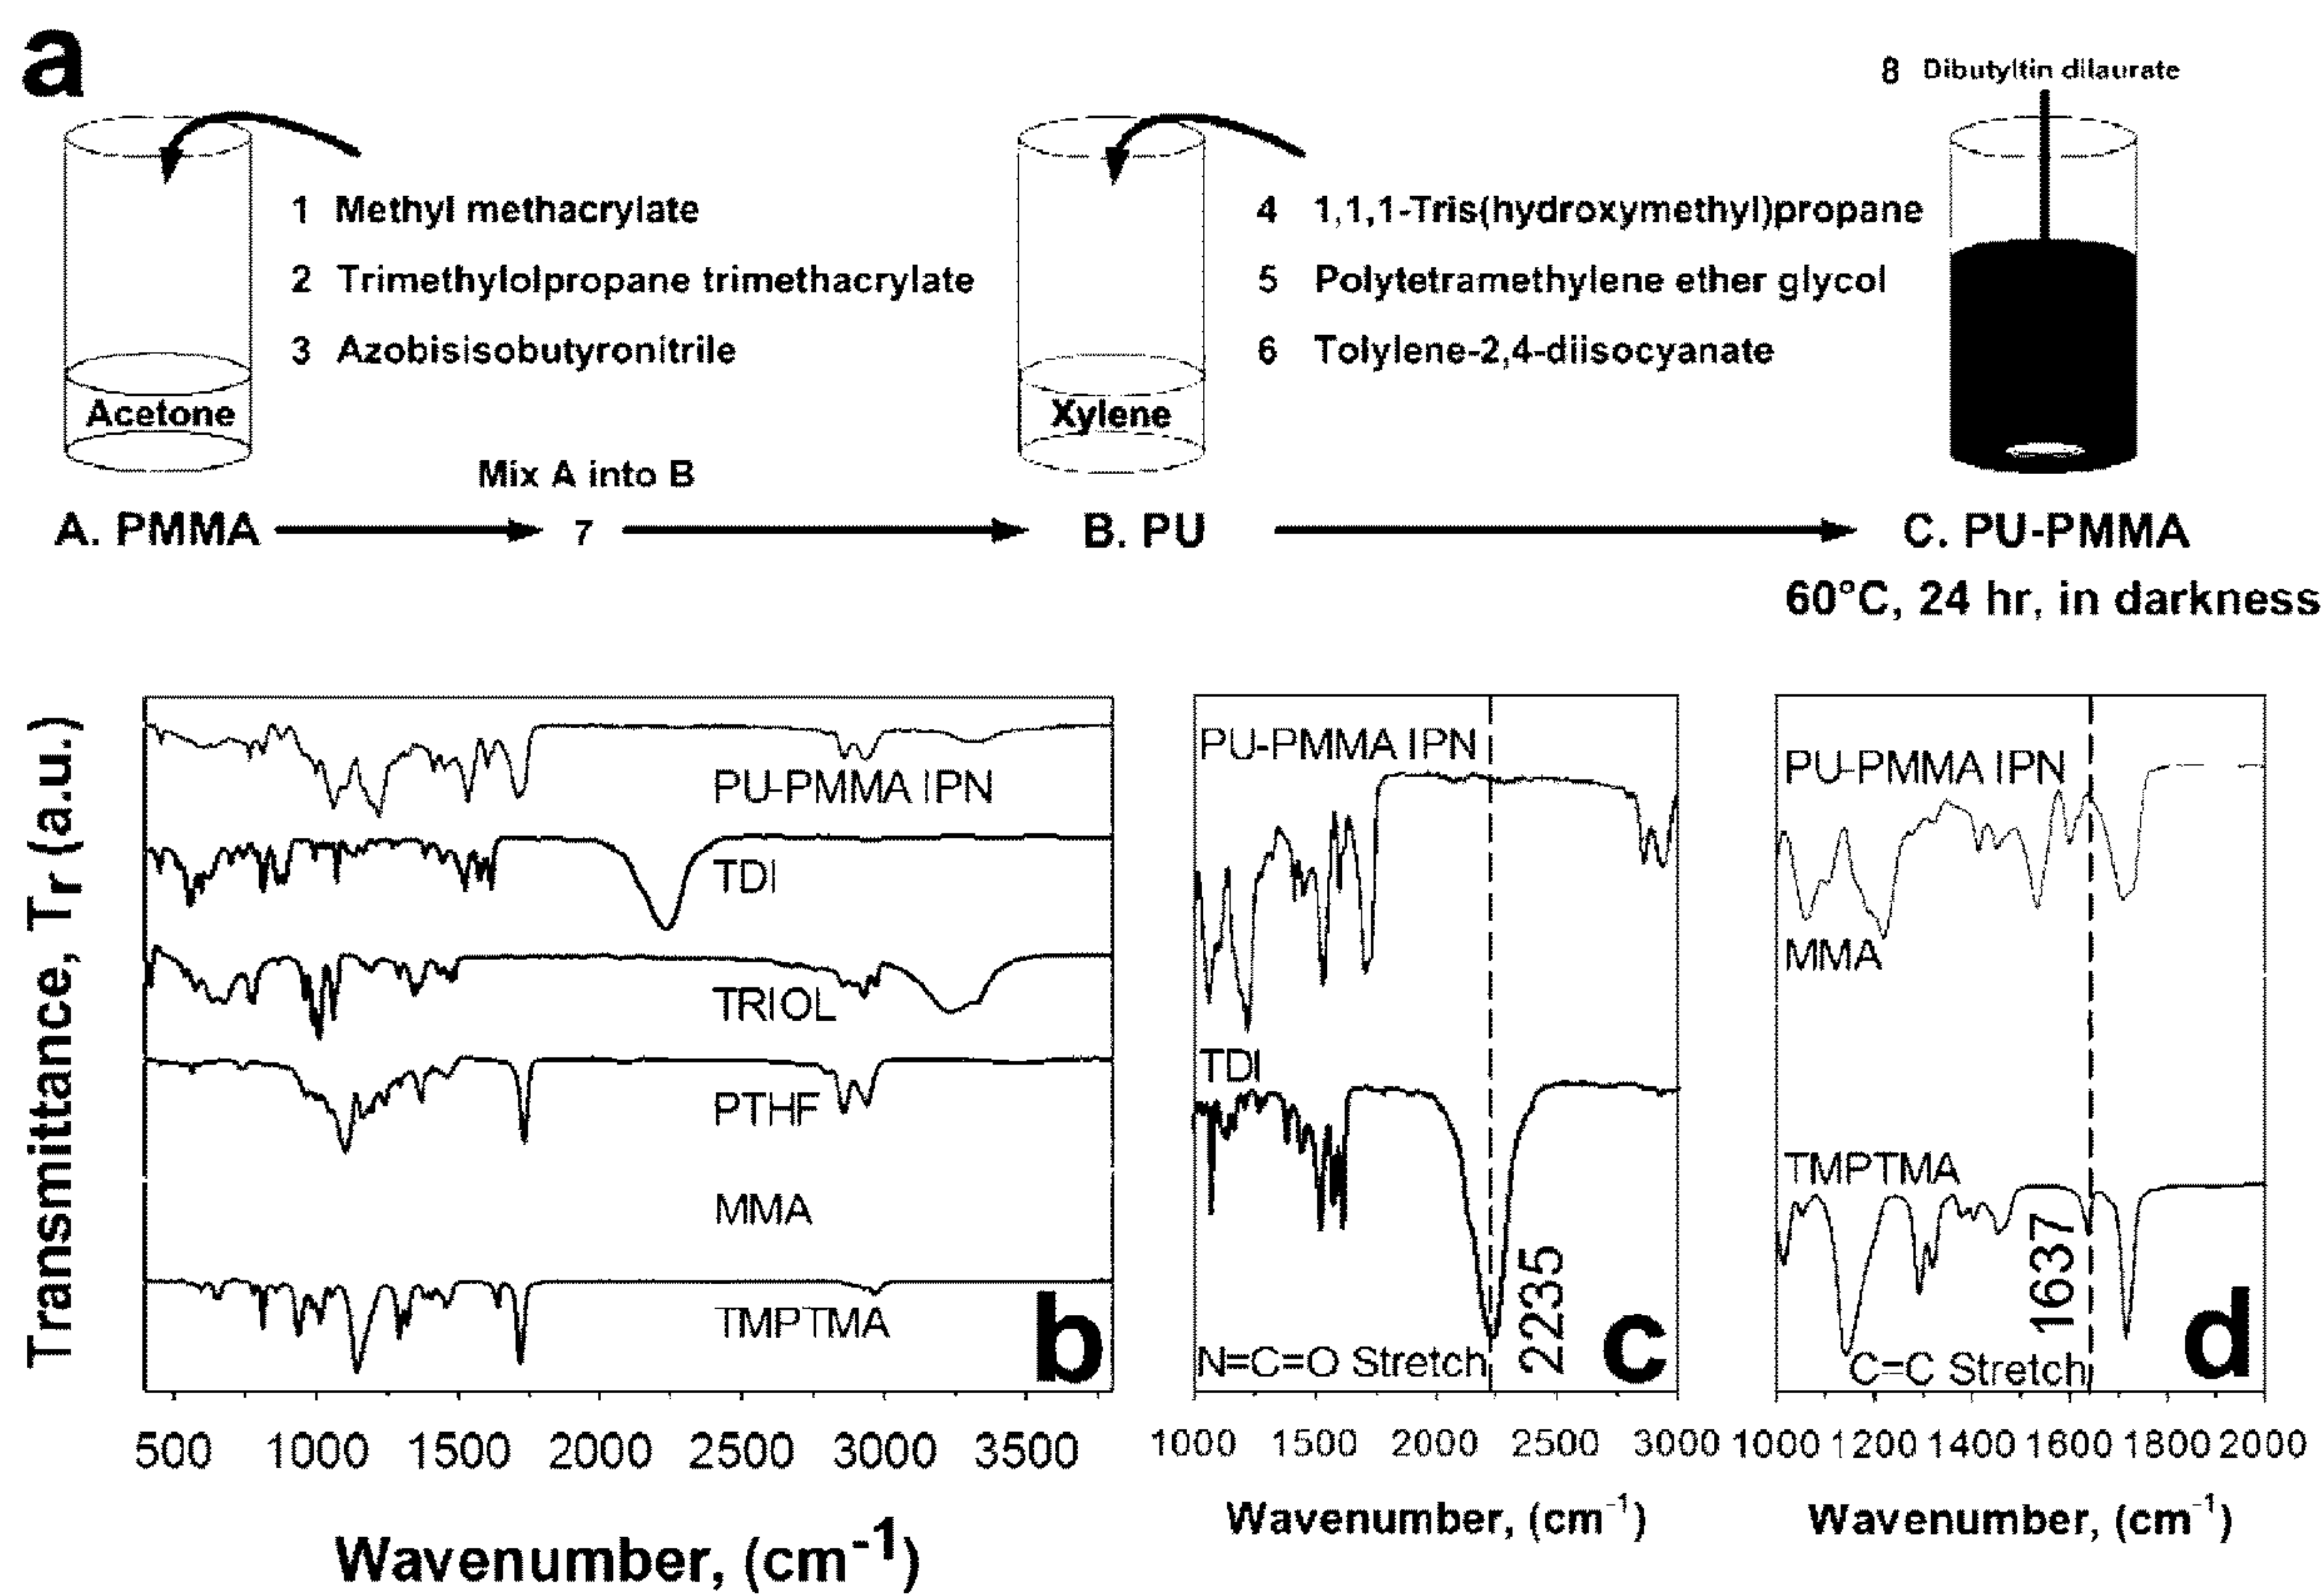 a
8 Dibutyltin dilaurate
1 Methyl methacrylate
2 Trimethylolpropane trimethacrylate
3 Azobisisobutyronitrile
Acetone
4 1,1,1-Tris(hydroxymethyl)propane
5 Polytetramethylene ether glycol
6 Tolylene-2,4-diisocyanate
Xylene
Mix A into B
A. PMMA
7
B. PU
C. PU-PMMA
60°C, 24 hr, in darkness
Transmittance, Tr (a.u.)
PU-PMMA IPN
TDI
TRIOL
PTHF
MMA
TMPTMA
b
500 1000 1500 2000 2500 3000 3500
Wavenumber, (cm-1)
PU-PMMA IPN
TDI
N=C=O Stretch
2235
c
1000 1500 2000 2500 3000
Wavenumber, (cm-1)
PU-PMMA IPN
MMA
TMPTMA
1637
C=C Stretch
d
1000 1200 1400 1600 1800 2000
Wavenumber, (cm-1)